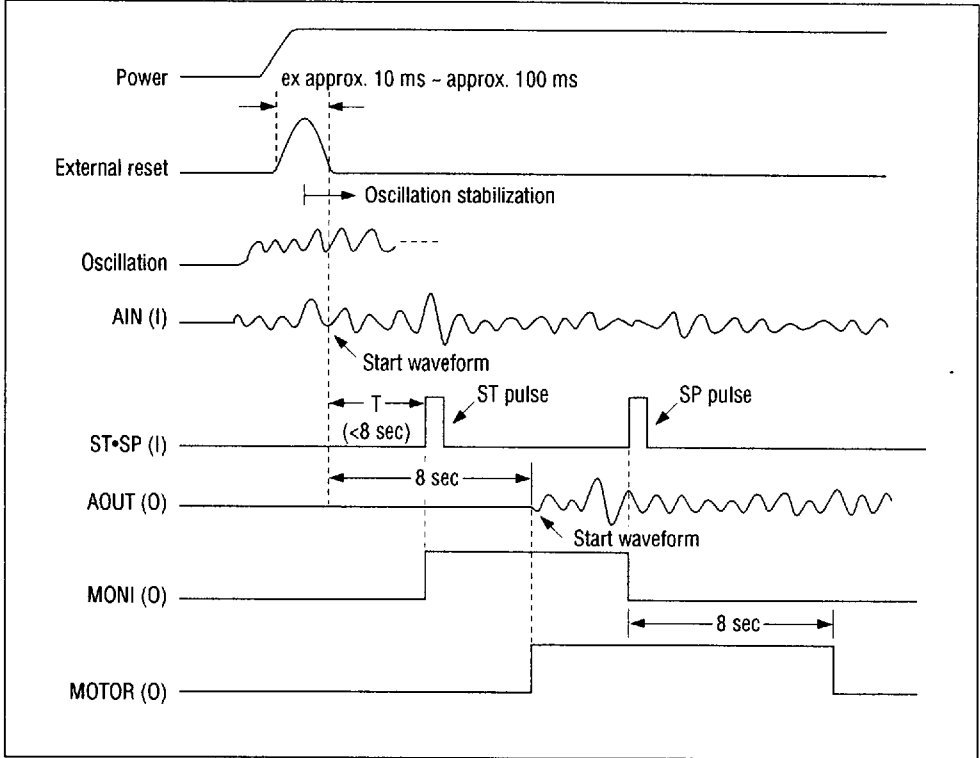 Power
ex approx. 10 ms ~ approx. 100 ms
External reset
Oscillation stabilization
Oscillation
AIN (I)
Start waveform
T
ST pulse
SP pulse
(<8 sec)
ST•SP (I)
8 sec
AOUT (O)
Start waveform
MONI (O)
8 sec
MOTOR (O)